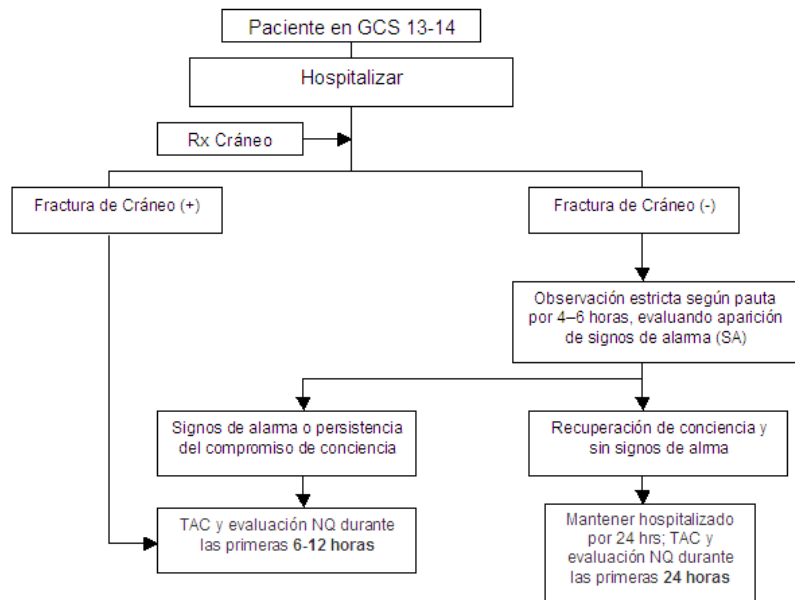 Paciente en GCS 13-14
Hospitalizar
Rx Cráneo
Fractura de Cráneo (+)
Fractura de Cráneo (-)
Observación estricta según pauta
por 4–6 horas, evaluando aparición
de signos de alarma (SA)
Signos de alarma o persistencia
del compromiso de conciencia
Recuperación de conciencia y
sin signos de alrma
TAC y evaluación NQ durante
las primeras 6-12 horas
Mantener hospitalizado
por 24 hrs; TAC y
evaluación NQ durante
las primeras 24 horas